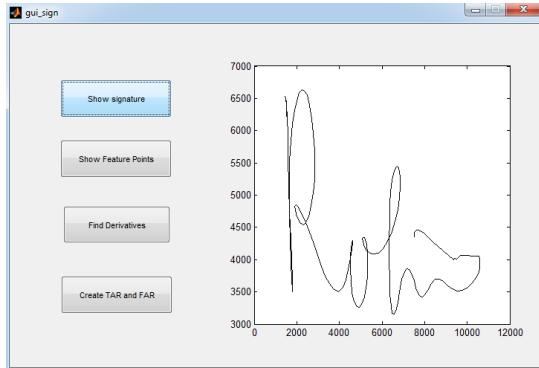 gui_sign
Show signature
Show Feature Points
Find Derivatives
Create TAR and FAR
7000
6500
6000
5500
5000
4500
4000
3500
3000
0 2000 4000 6000 8000 10000 12000